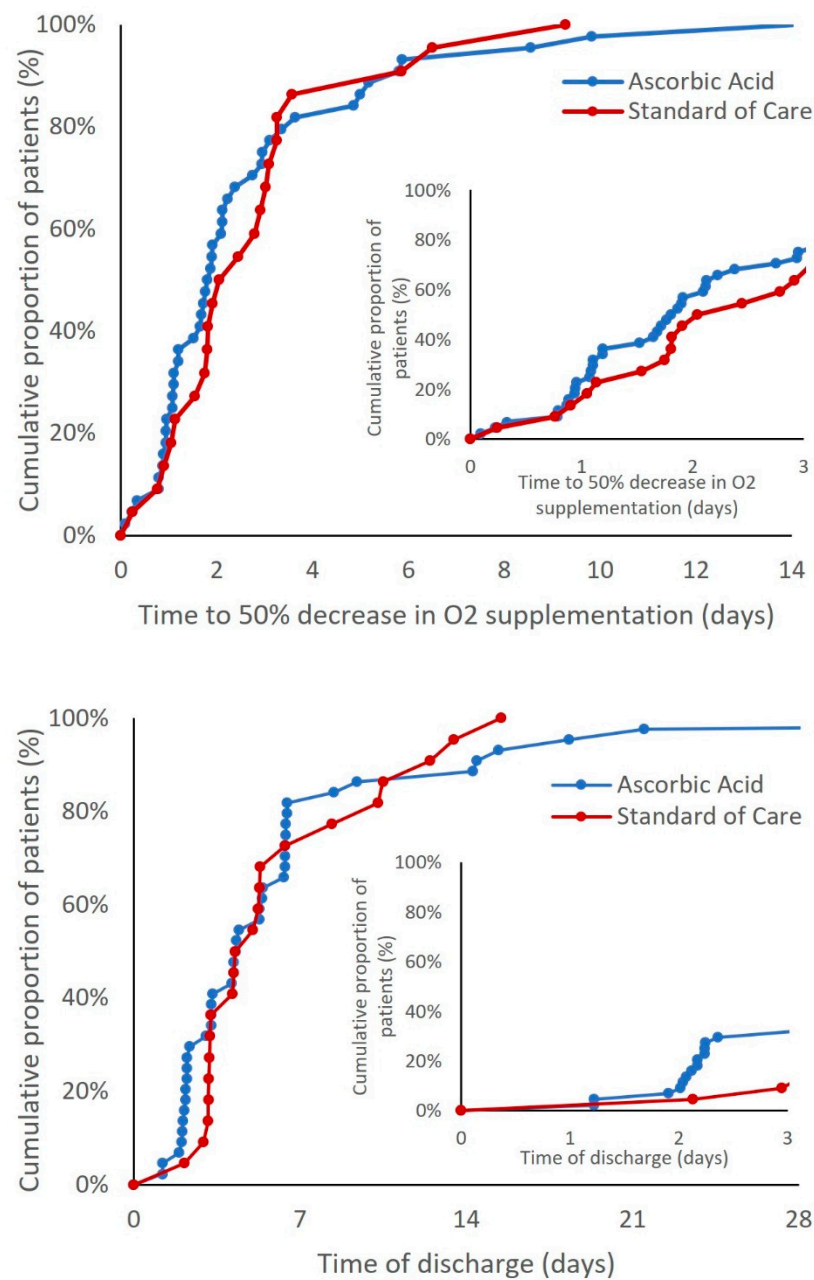 100%
80%
60%
40%
20%
0%
Cumulative proportion of patients (%)
0 2 4 6 8 10 12 14
Time to 50% decrease in O2 supplementation (days)
Ascorbic Acid
Standard of Care
100%
80%
60%
40%
20%
0%
Cumulative proportion of
patients (%)
0 1 2 3
Time to 50% decrease in O2
supplementation (days)
100%
80%
60%
40%
20%
0%
Cumulative proportion of patients (%)
0 7 14 21 28
Time of discharge (days)
Ascorbic Acid
Standard of Care
100%
80%
60%
40%
20%
0%
Cumulative proportion of
patients (%)
0 1 2 3
Time of discharge (days)